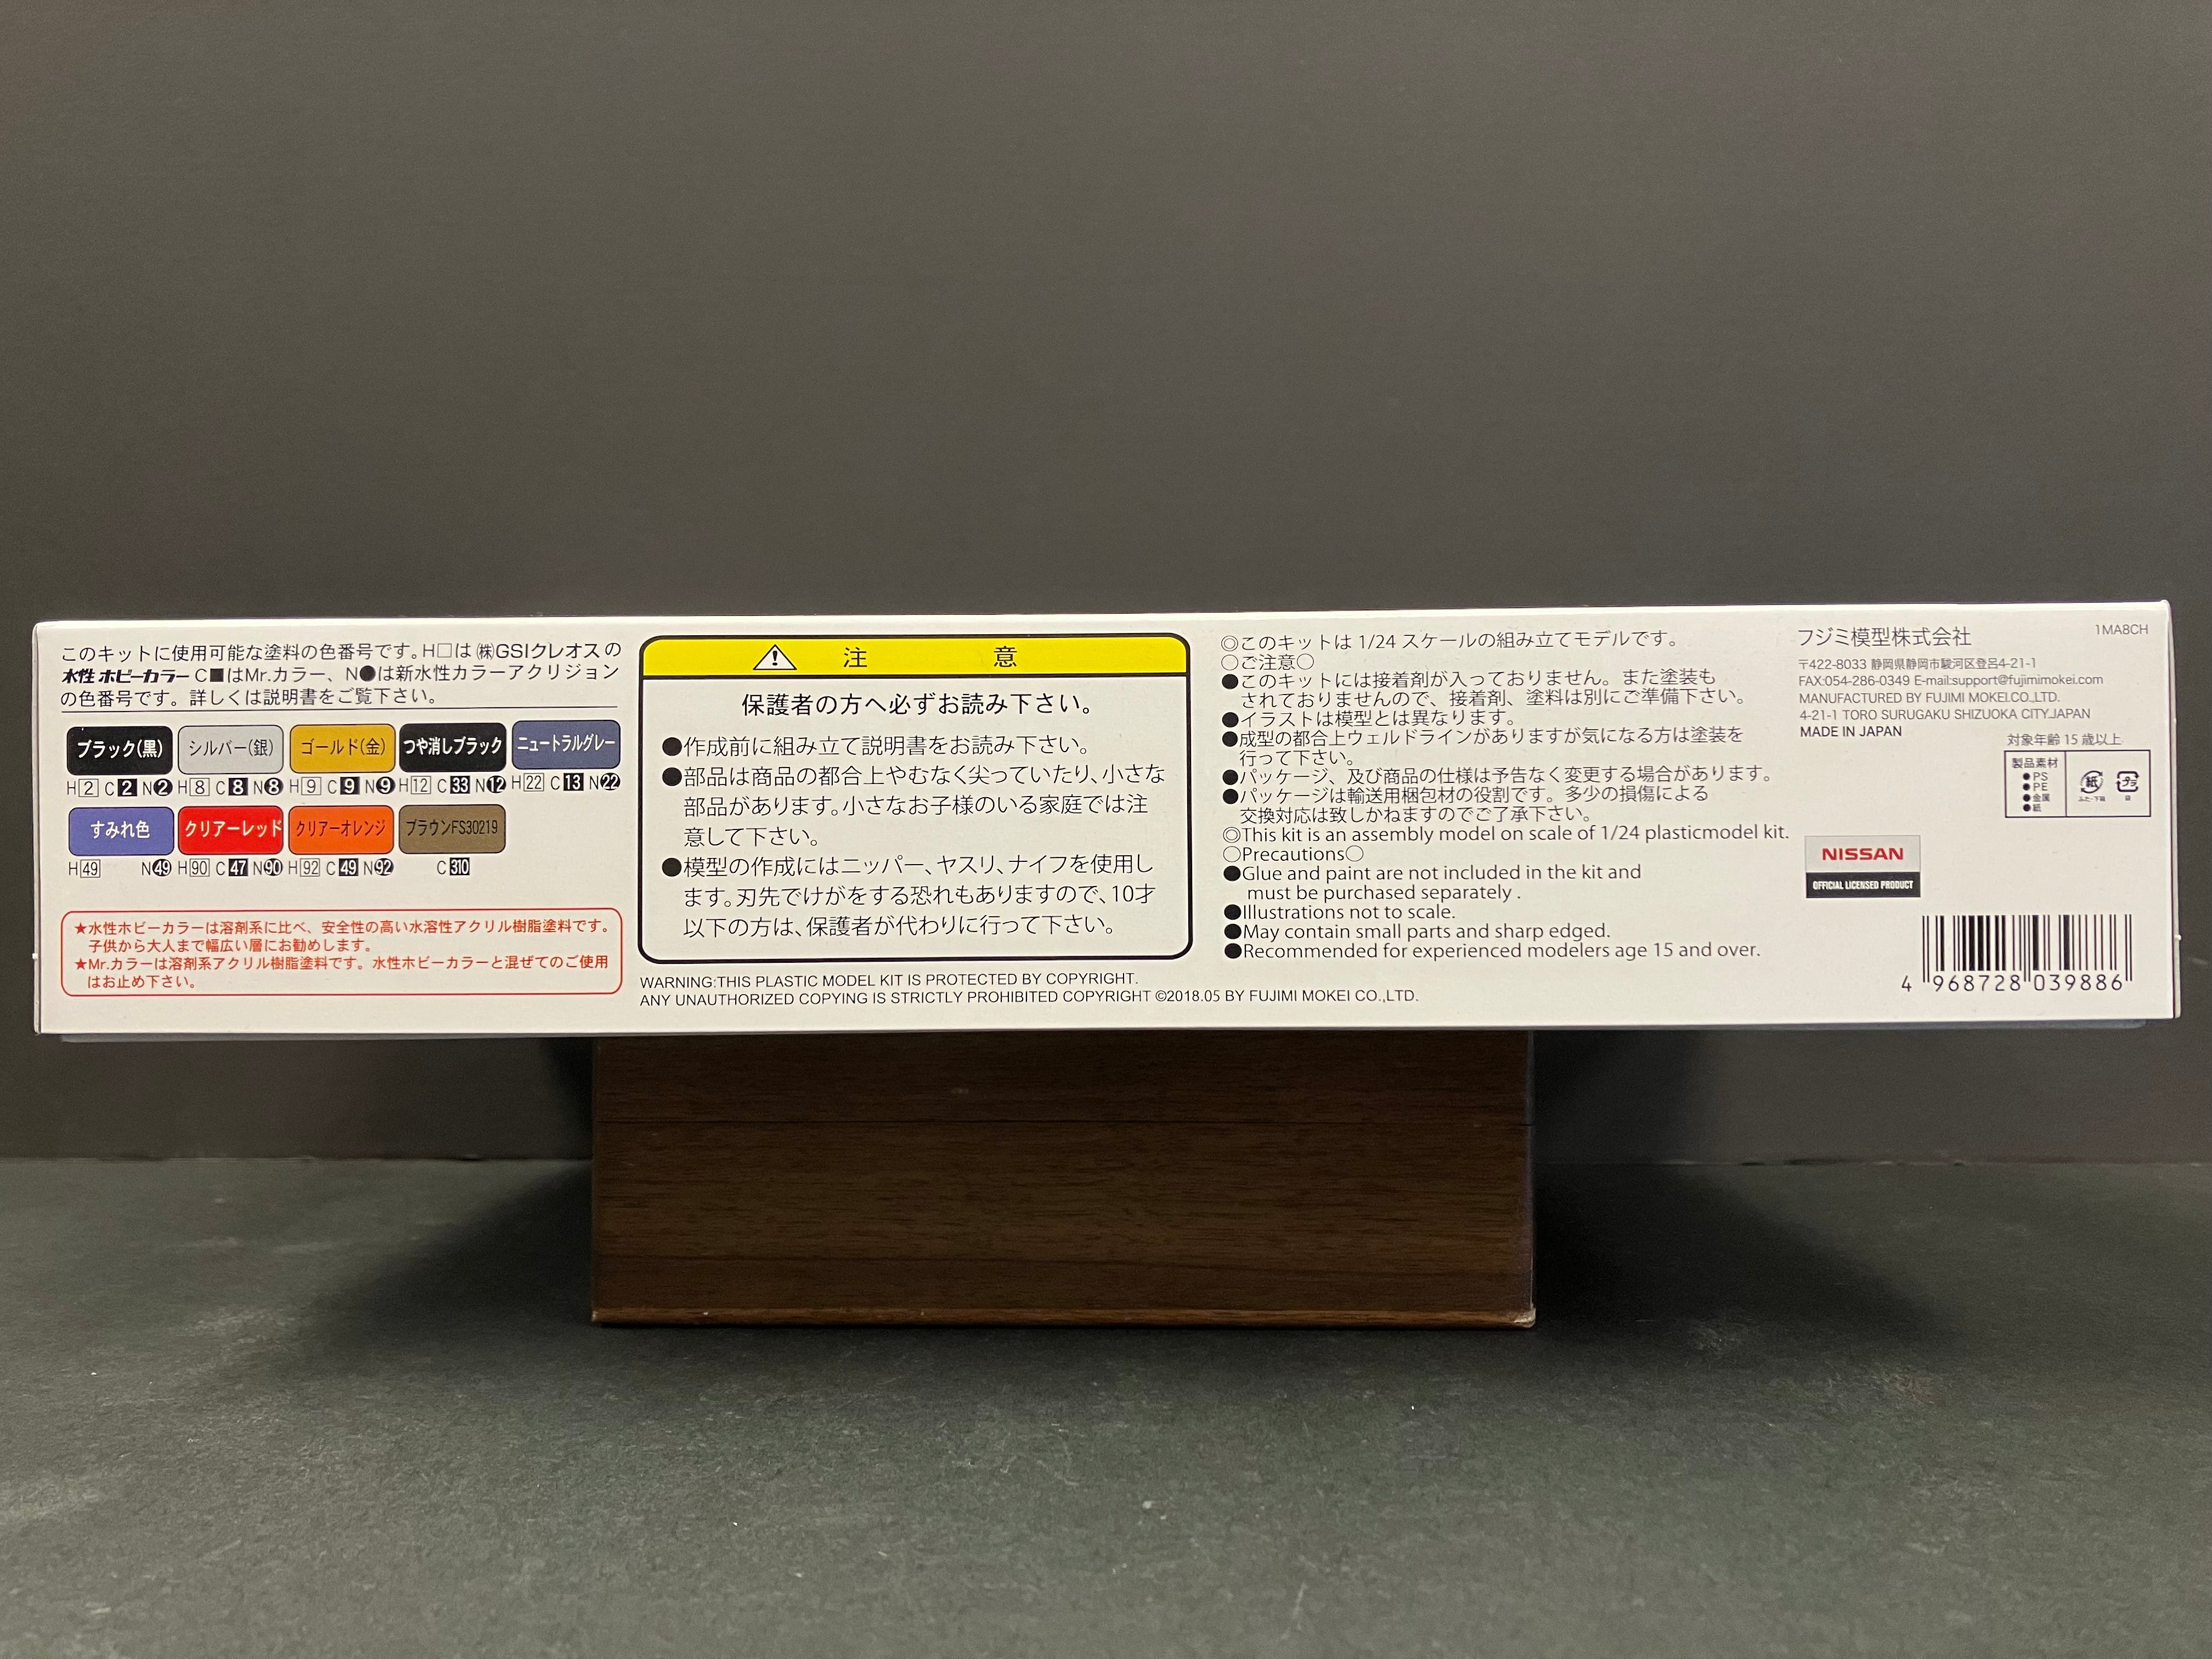 このキットに使用可能な塗料の色番号です。H□は㈱GSIクレオスの
水性ホビーカラー C■はMr.カラー、N●は新水性カラーアクリジョン
の色番号です。詳しくは説明書をご覧下さい。
ブラック(黒) シルバー(銀) ゴールド(金) つや消しブラック ニュートラルグレー
H2 C2 N2 H8 C8 N8 H9 C9 N9 H12 C33 N12 H22 C13 N22
すみれ色 クリアーレッド クリアーオレンジ ブラウンFS30219
H49 N49 H90 C47 N90 H92 C49 N92 C310
★水性ホビーカラーは溶剤系に比べ、安全性の高い水溶性アクリル樹脂塗料です。
子供から大人まで幅広い層にお勧めします。
★Mr.カラーは溶剤系アクリル樹脂塗料です。水性ホビーカラーと混ぜてのご使用
はお止め下さい。
注 意
保護者の方へ必ずお読み下さい。
●作成前に組み立て説明書をお読み下さい。
●部品は商品の都合上やむなく尖っていたり、小さな
部品があります。小さなお子様のいる家庭では注
意して下さい。
●模型の作成にはニッパー、ヤスリ、ナイフを使用し
ます。刃先でけがをする恐れもありますので、10才
以下の方は、保護者が代わりに行って下さい。
WARNING:THIS PLASTIC MODEL KIT IS PROTECTED BY COPYRIGHT.
ANY UNAUTHORIZED COPYING IS STRICTLY PROHIBITED COPYRIGHT ©2018.05 BY FUJIMI MOKEI CO.,LTD.
◎このキットは 1/24 スケールの組み立てモデルです。
○ご注意○
●このキットには接着剤が入っておりません。また塗装も
されておりませんので、接着剤、塗料は別にご準備下さい。
●イラストは模型とは異なります。
●成型の都合上ウェルドラインがありますが気になる方は塗装を
行って下さい。
●パッケージ、及び商品の仕様は予告なく変更する場合があります。
●パッケージは輸送用梱包材の役割です。多少の損傷による
交換対応は致しかねますのでご了承下さい。
◎This kit is an assembly model on scale of 1/24 plasticmodel kit.
○Precautions○
●Glue and paint are not included in the kit and
must be purchased separately .
●Illustrations not to scale.
●May contain small parts and sharp edged.
●Recommended for experienced modelers age 15 and over.
フジミ模型株式会社
1MA8CH
〒422-8033 静岡県静岡市駿河区登呂4-21-1
FAX:054-286-0349 E-mail:support@fujimimokei.com
MANUFACTURED BY FUJIMI MOKEI.CO.,LTD.
4-21-1 TORO SURUGAKU SHIZUOKA CITY.JAPAN
MADE IN JAPAN
対象年齢 15 歳以上
製品素材
●PS
●PE
●金属
●紙
紙
プラ
NISSAN
OFFICIAL LICENSED PRODUCT
4 968728 039886